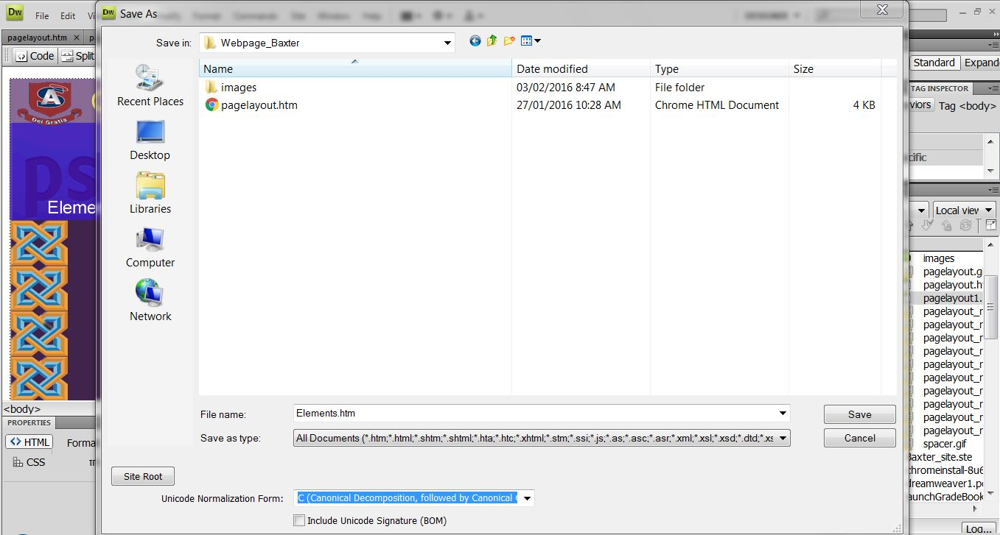 Dw
File Edit
Dw Save As
pagelayout.htm × p
Code Split
Save in: Webpage_Baxter
Name Date modified Type Size
images 03/02/2016 8:47 AM File folder
pagelayout.htm 27/01/2016 10:28 AM Chrome HTML Document 4 KB
Recent Places
Desktop
Libraries
Computer
Network
SA
Dei Gratia
ps
Eleme
<body>
PROPERTIES
<> HTML Forma
CSS
File name: Elements.htm Save
Save as type: All Documents (*.htm;*.html;*.shtm;*.shtml;*.hta;*.htc;*.xhtml;*.stm;*.ssi;*.js;*.as;*.asc;*.asr;*.xml;*.xsl;*.xsd;*.dtd;*.xs Cancel
Site Root
Unicode Normalization Form: C (Canonical Decomposition, followed by Canonical
Include Unicode Signature (BOM)
Standard Expand
TAG INSPECTOR
viors Tag <body>
cific
Local view
images
pagelayout.g
pagelayout.h
pagelayout1.
pagelayout_r
pagelayout_r
pagelayout_r
pagelayout_r
pagelayout_r
pagelayout_r
pagelayout_r
pagelayout_r
pagelayout_r
pagelayout_r
spacer.gif
Baxter_site.ste
chromeinstall-8u6
dreamweaver1.p
aunchGradeBook
Log...